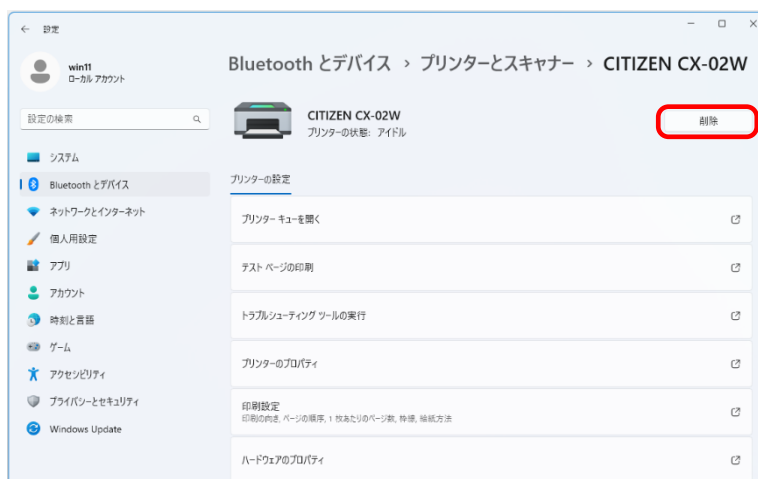 設定
win11
ローカル アカウント
設定の検索
システム
Bluetooth とデバイス
ネットワークとインターネット
個人用設定
アプリ
アカウント
時刻と言語
ゲーム
アクセシビリティ
プライバシーとセキュリティ
Windows Update
Bluetooth とデバイス › プリンターとスキャナー › CITIZEN CX-02W
CITIZEN CX-02W
プリンターの状態: アイドル
削除
プリンターの設定
プリンター キューを開く
テスト ページの印刷
トラブルシューティング ツールの実行
プリンターのプロパティ
印刷設定
印刷の向き, ページの順序, 1 枚あたりのページ数, 枠線, 給紙方法
ハードウェアのプロパティ